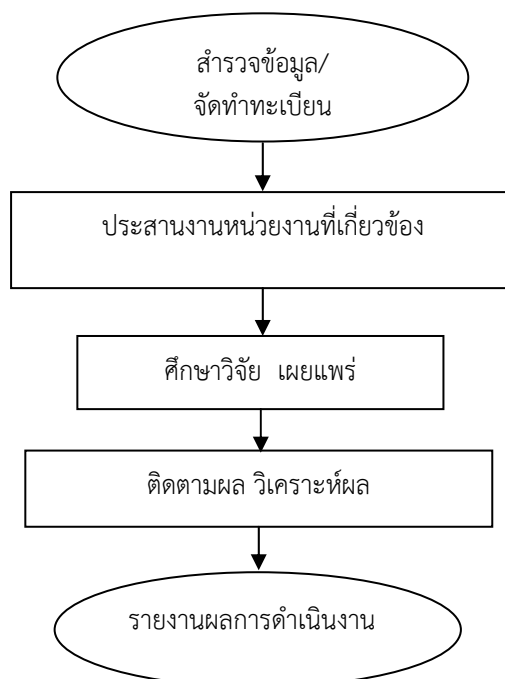 สำรวจข้อมูล/
จัดทำทะเบียน
ประสานงานหน่วยงานที่เกี่ยวข้อง
ศึกษาวิจัย เผยแพร่
ติดตามผล วิเคราะห์ผล
รายงานผลการดำเนินงาน